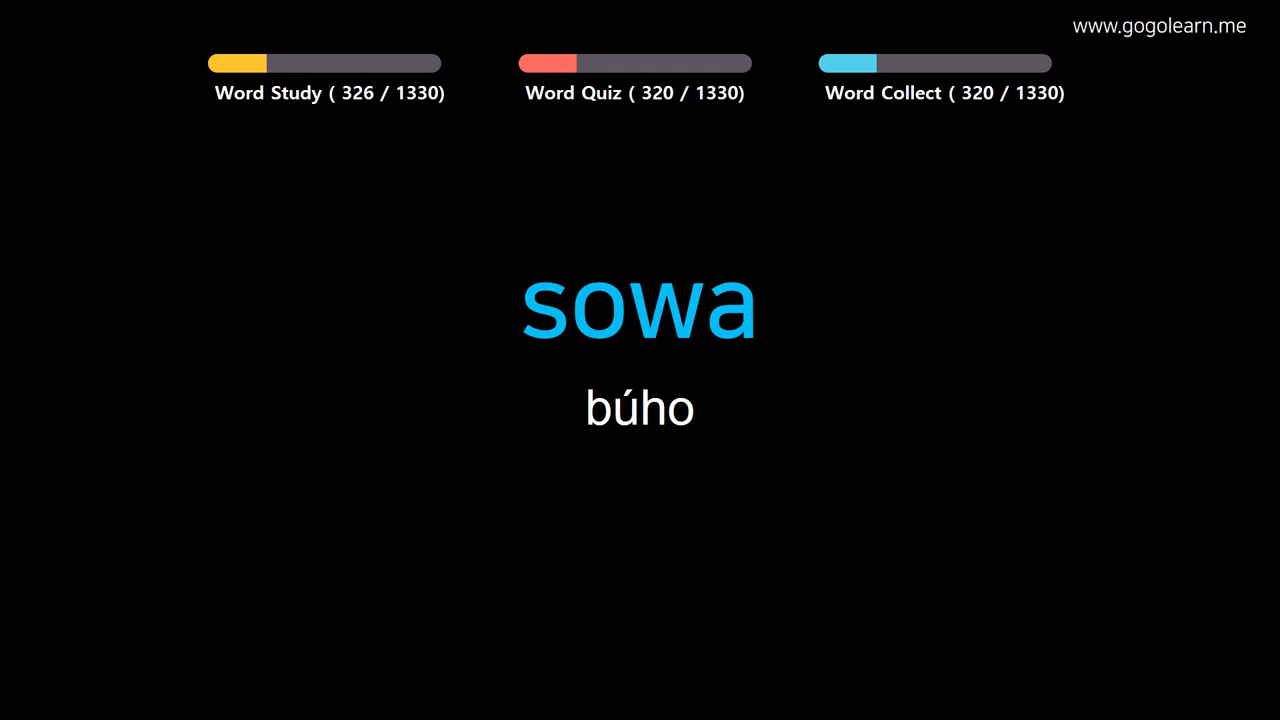 www.gogolearn.me
Word Study ( 326 / 1330)
Word Quiz ( 320 / 1330)
Word Collect ( 320 / 1330)
sowa
búho